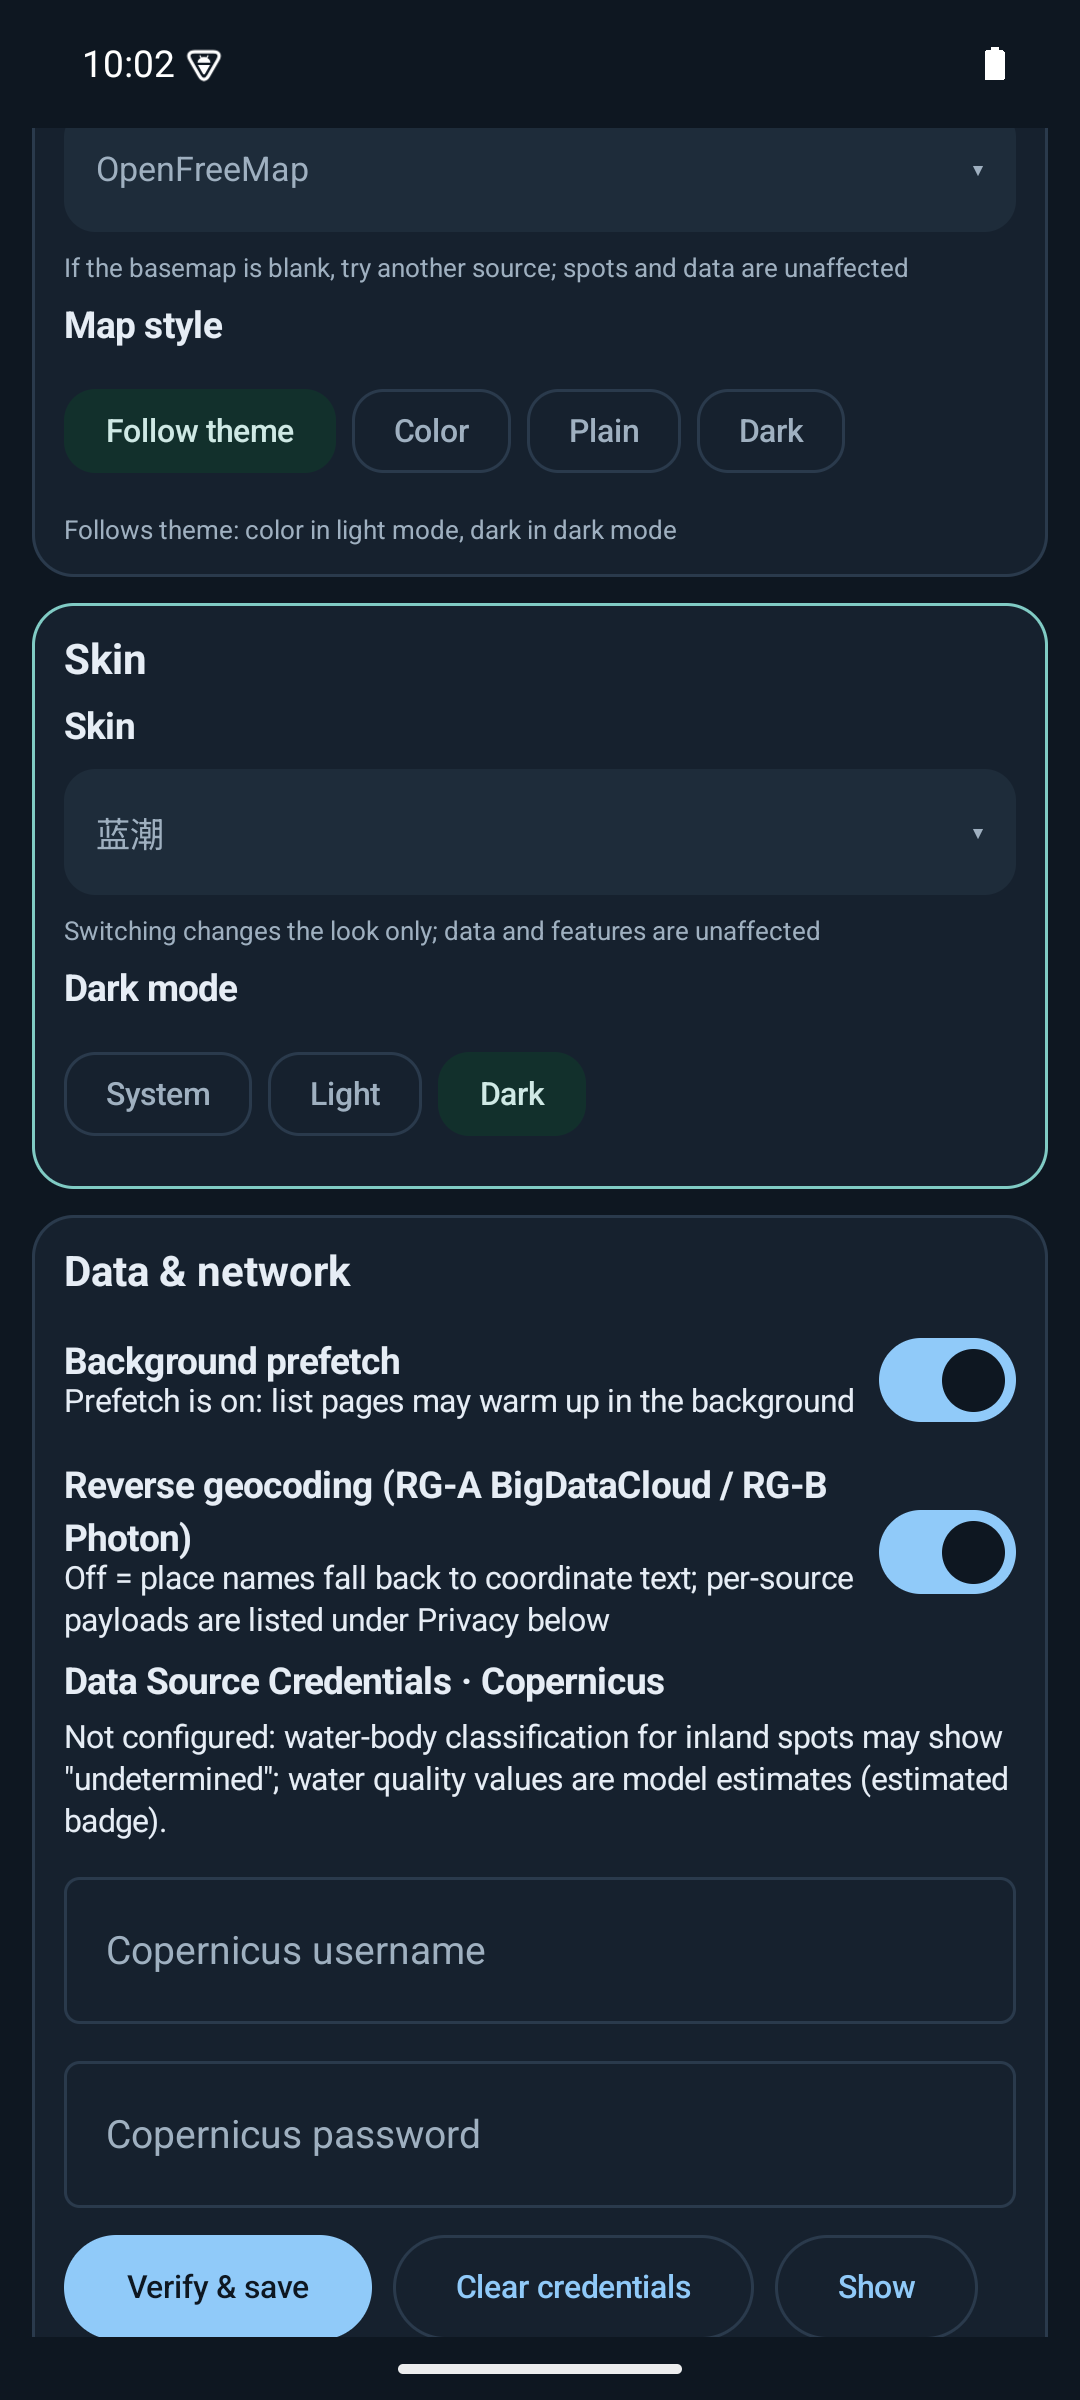 10:02
OpenFreeMap
If the basemap is blank, try another source; spots and data are unaffected
Map style
Follow theme
Color
Plain
Dark
Follows theme: color in light mode, dark in dark mode
Skin
Skin
蓝潮
Switching changes the look only; data and features are unaffected
Dark mode
System
Light
Dark
Data & network
Background prefetch
Prefetch is on: list pages may warm up in the background
Reverse geocoding (RG-A BigDataCloud / RG-B
Photon)
Off = place names fall back to coordinate text; per-source
payloads are listed under Privacy below
Data Source Credentials · Copernicus
Not configured: water-body classification for inland spots may show
"undetermined"; water quality values are model estimates (estimated
badge).
Copernicus username
Copernicus password
Verify & save
Clear credentials
Show